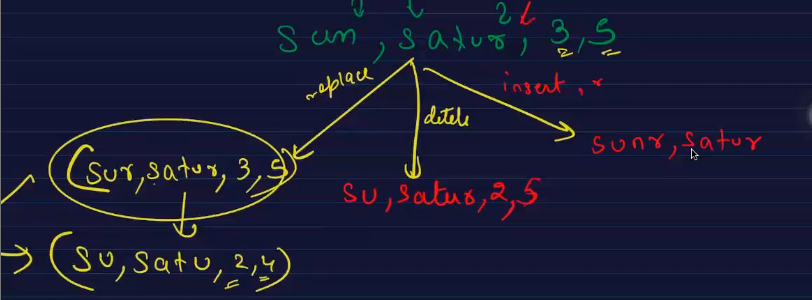 2
sun, satur, 3, 5
replace
delete
insert, r
(sur, satur, 3, 5)
su, satur, 2, 5
sunr, satur
(su, satu, 2, 4)